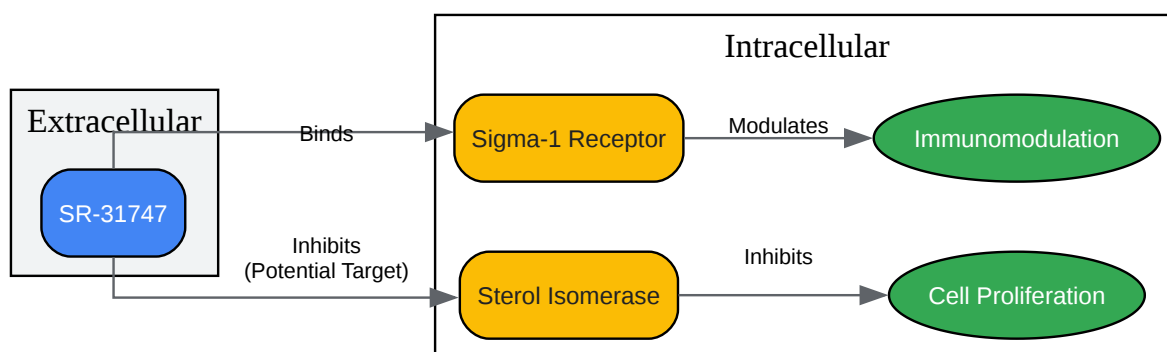 Intracellular
Extracellular
Binds
Sigma-1 Receptor
Modulates
Immunomodulation
SR-31747
Inhibits
(Potential Target)
Sterol Isomerase
Inhibits
Cell Proliferation